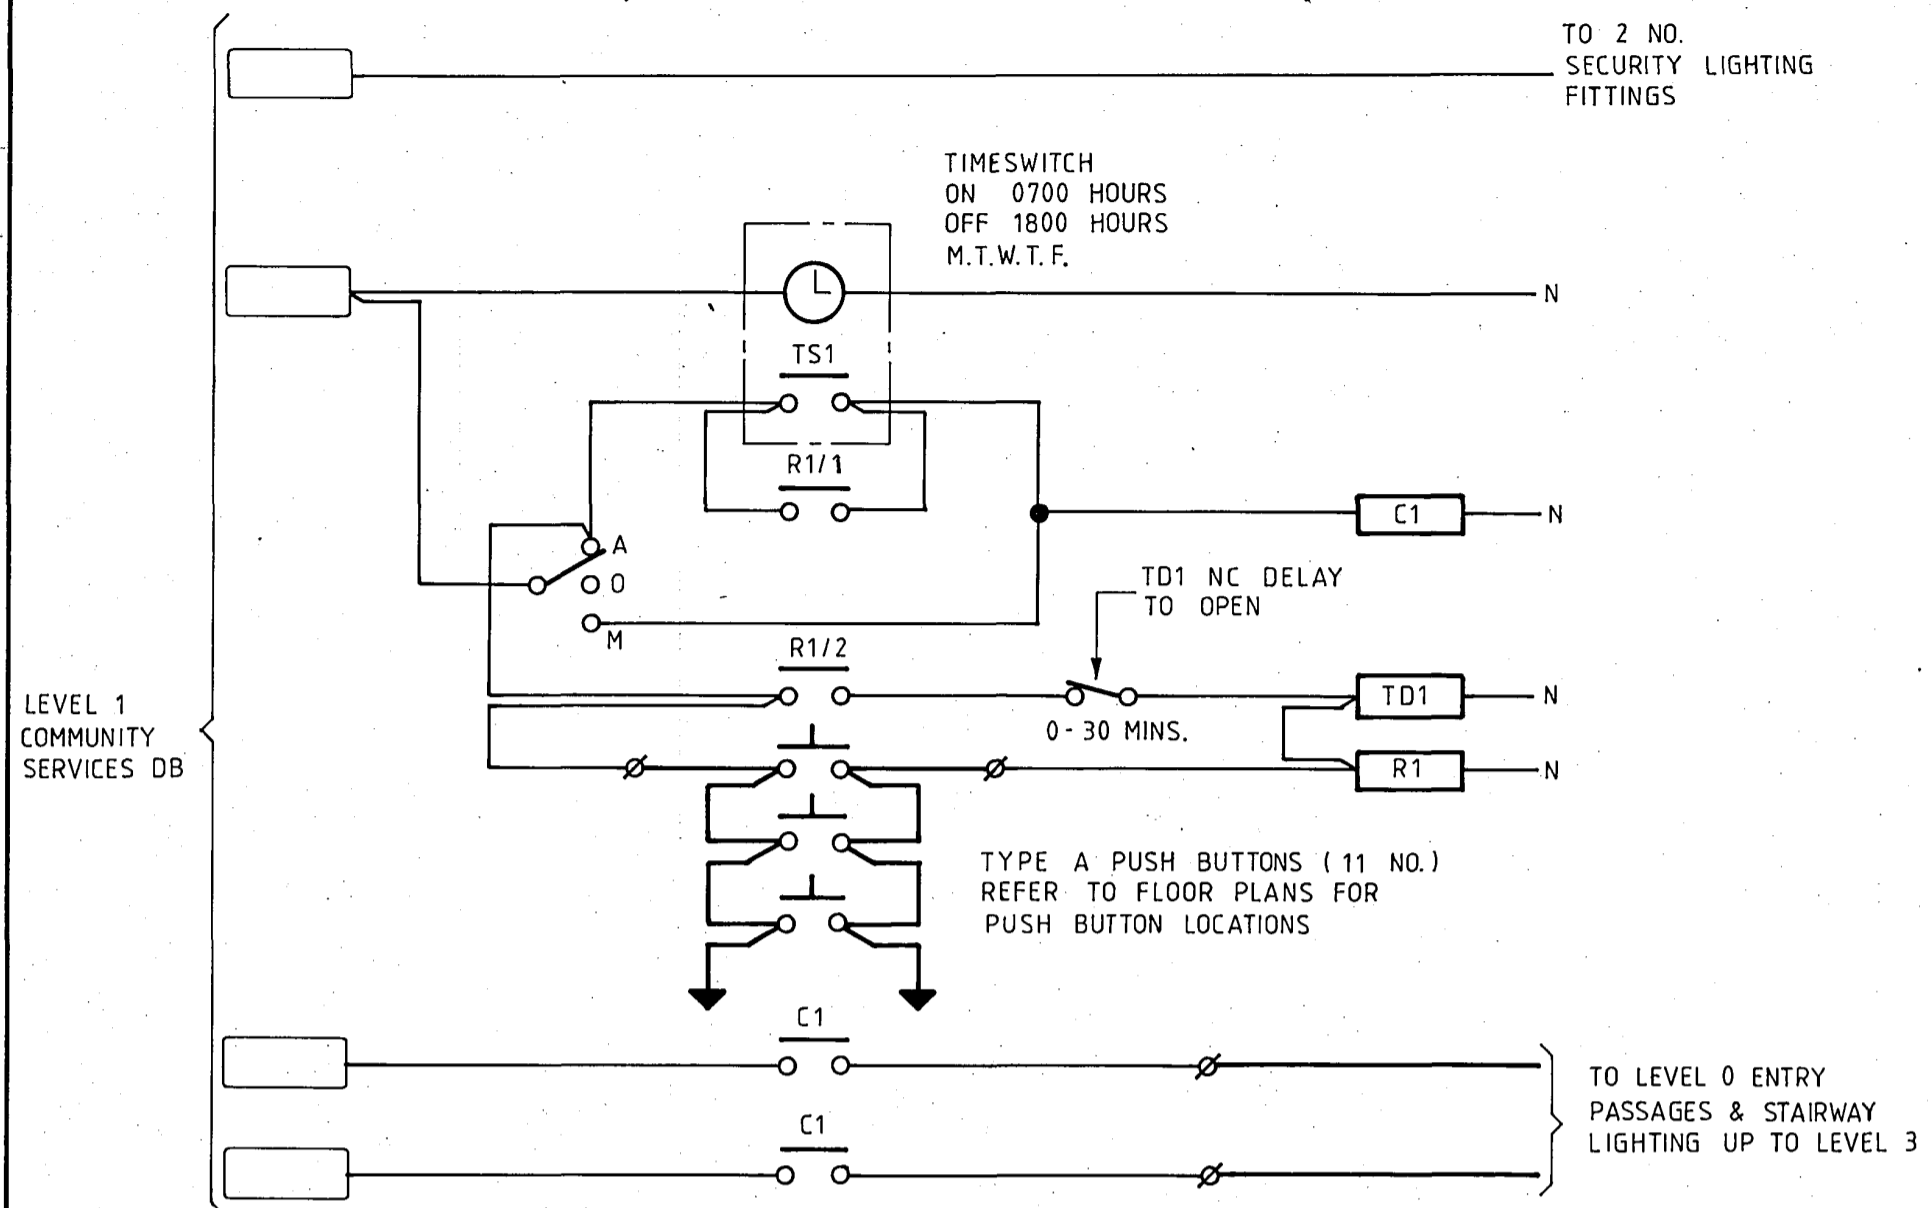 TO 2 NO.
SECURITY LIGHTING
FITTINGS
TIMESWITCH
ON 0700 HOURS
OFF 1800 HOURS
M.T.W.T.F.
N
TS1
R1/1
C1
N
A
O
M
TD1 NC DELAY
TO OPEN
R1/2
TD1
N
0-30 MINS.
R1
N
LEVEL 1
COMMUNITY
SERVICES DB
TYPE A PUSH BUTTONS (11 NO.)
REFER TO FLOOR PLANS FOR
PUSH BUTTON LOCATIONS
C1
C1
TO LEVEL 0 ENTRY
PASSAGES & STAIRWAY
LIGHTING UP TO LEVEL 3